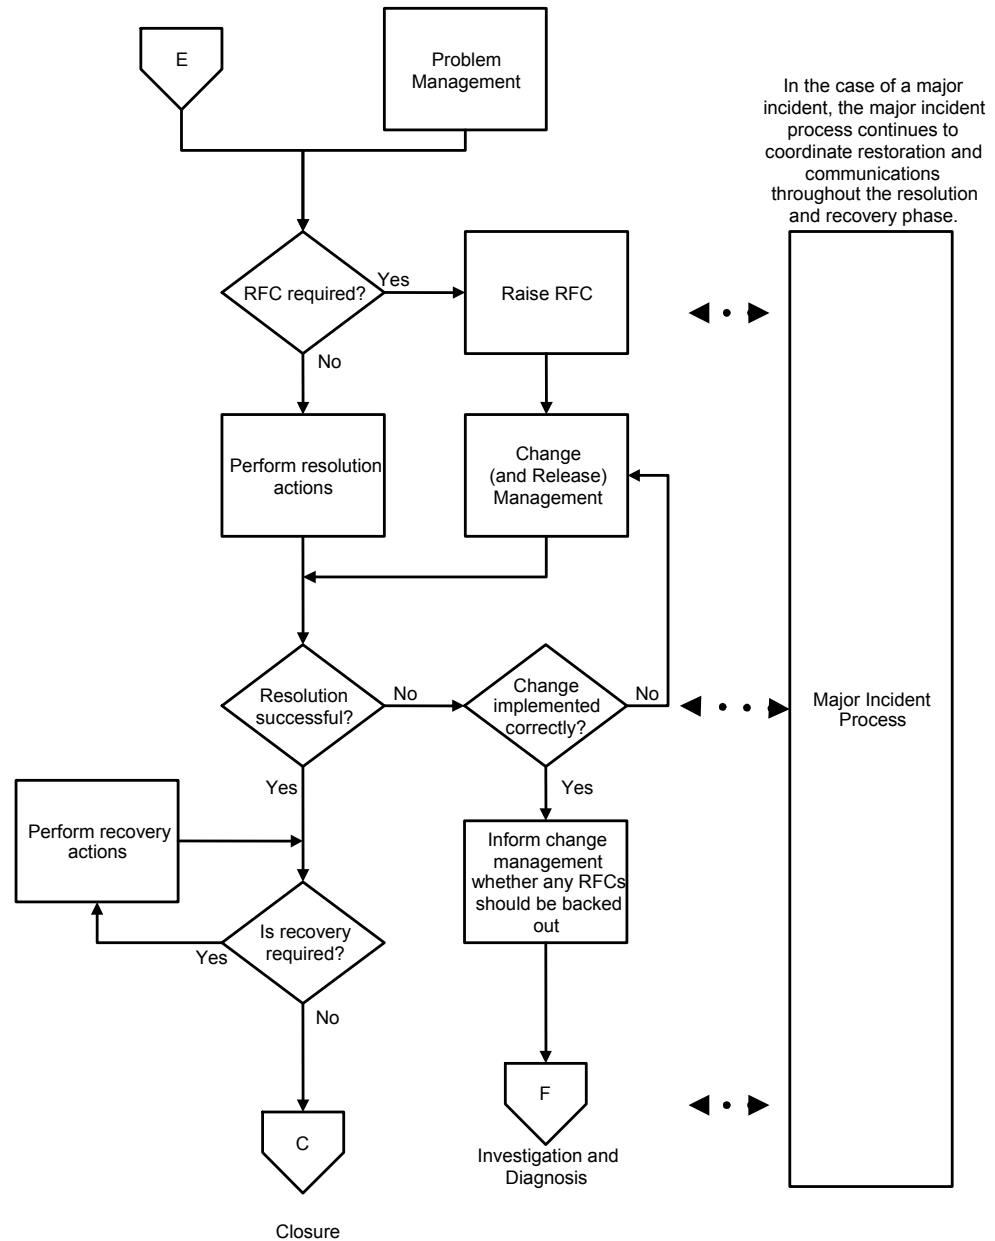 E
Problem
Management
In the case of a major
incident, the major incident
process continues to
coordinate restoration and
communications
throughout the resolution
and recovery phase.
RFC required?
Yes
Raise RFC
No
Perform resolution
actions
Change
(and Release)
Management
Resolution
successful?
No
Change
implemented
correctly?
No
Major Incident
Process
Yes
Yes
Perform recovery
actions
Inform change
management
whether any RFCs
should be backed
out
Is recovery
required?
Yes
No
F
Investigation and
Diagnosis
C
Closure